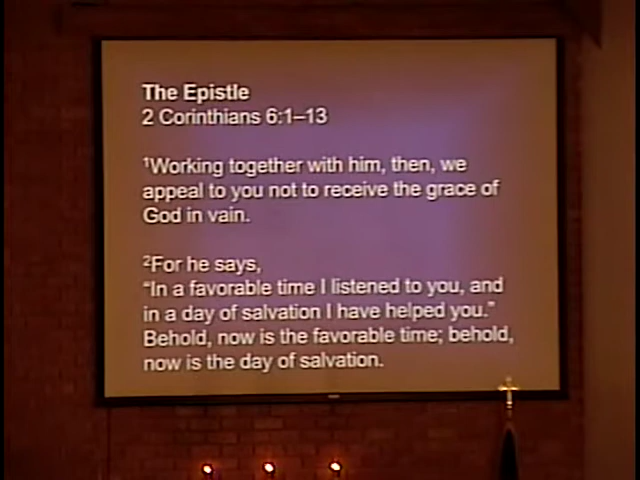 The Epistle
2 Corinthians 6:1–13
¹Working together with him, then, we
appeal to you not to receive the grace of
God in vain.
²For he says,
“In a favorable time I listened to you, and
in a day of salvation I have helped you.”
Behold, now is the favorable time; behold,
now is the day of salvation.